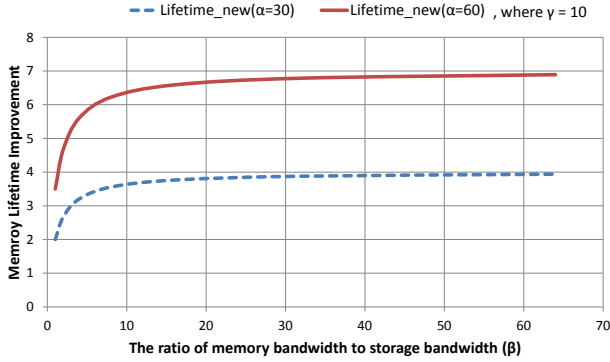 Lifetime_new(α=30) Lifetime_new(α=60) , where γ = 10
Memroy Lifetime Improvement
8
7
6
5
4
3
2
1
0
0 10 20 30 40 50 60 70
The ratio of memory bandwidth to storage bandwidth (β)